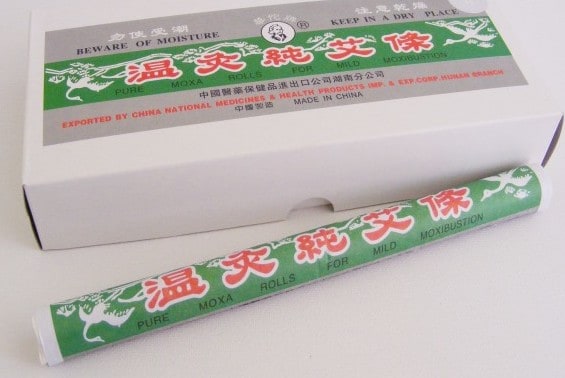 勿使受潮 華佗牌 ® 注意乾燥
BEWARE OF MOISTURE KEEP IN A DRY PLACE
温灸純艾條
PURE MOXA ROLLS FOR MILD MOXIBUSTION
中國醫藥保健品進出口公司湖南分公司
EXPORTED BY CHINA NATIONAL MEDICINES & HEALTH PRODUCTS IMP. & EXP. CORP. HUNAN BRANCH
中國製造 MADE IN CHINA
温灸純艾條
PURE MOXA ROLLS FOR MILD MOXIBUSTION